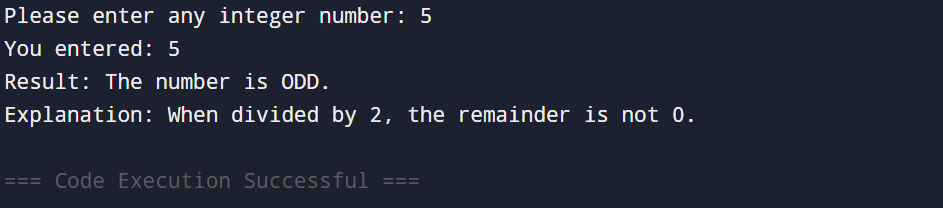 Please enter any integer number: 5
You entered: 5
Result: The number is ODD.
Explanation: When divided by 2, the remainder is not 0.
=== Code Execution Successful ===